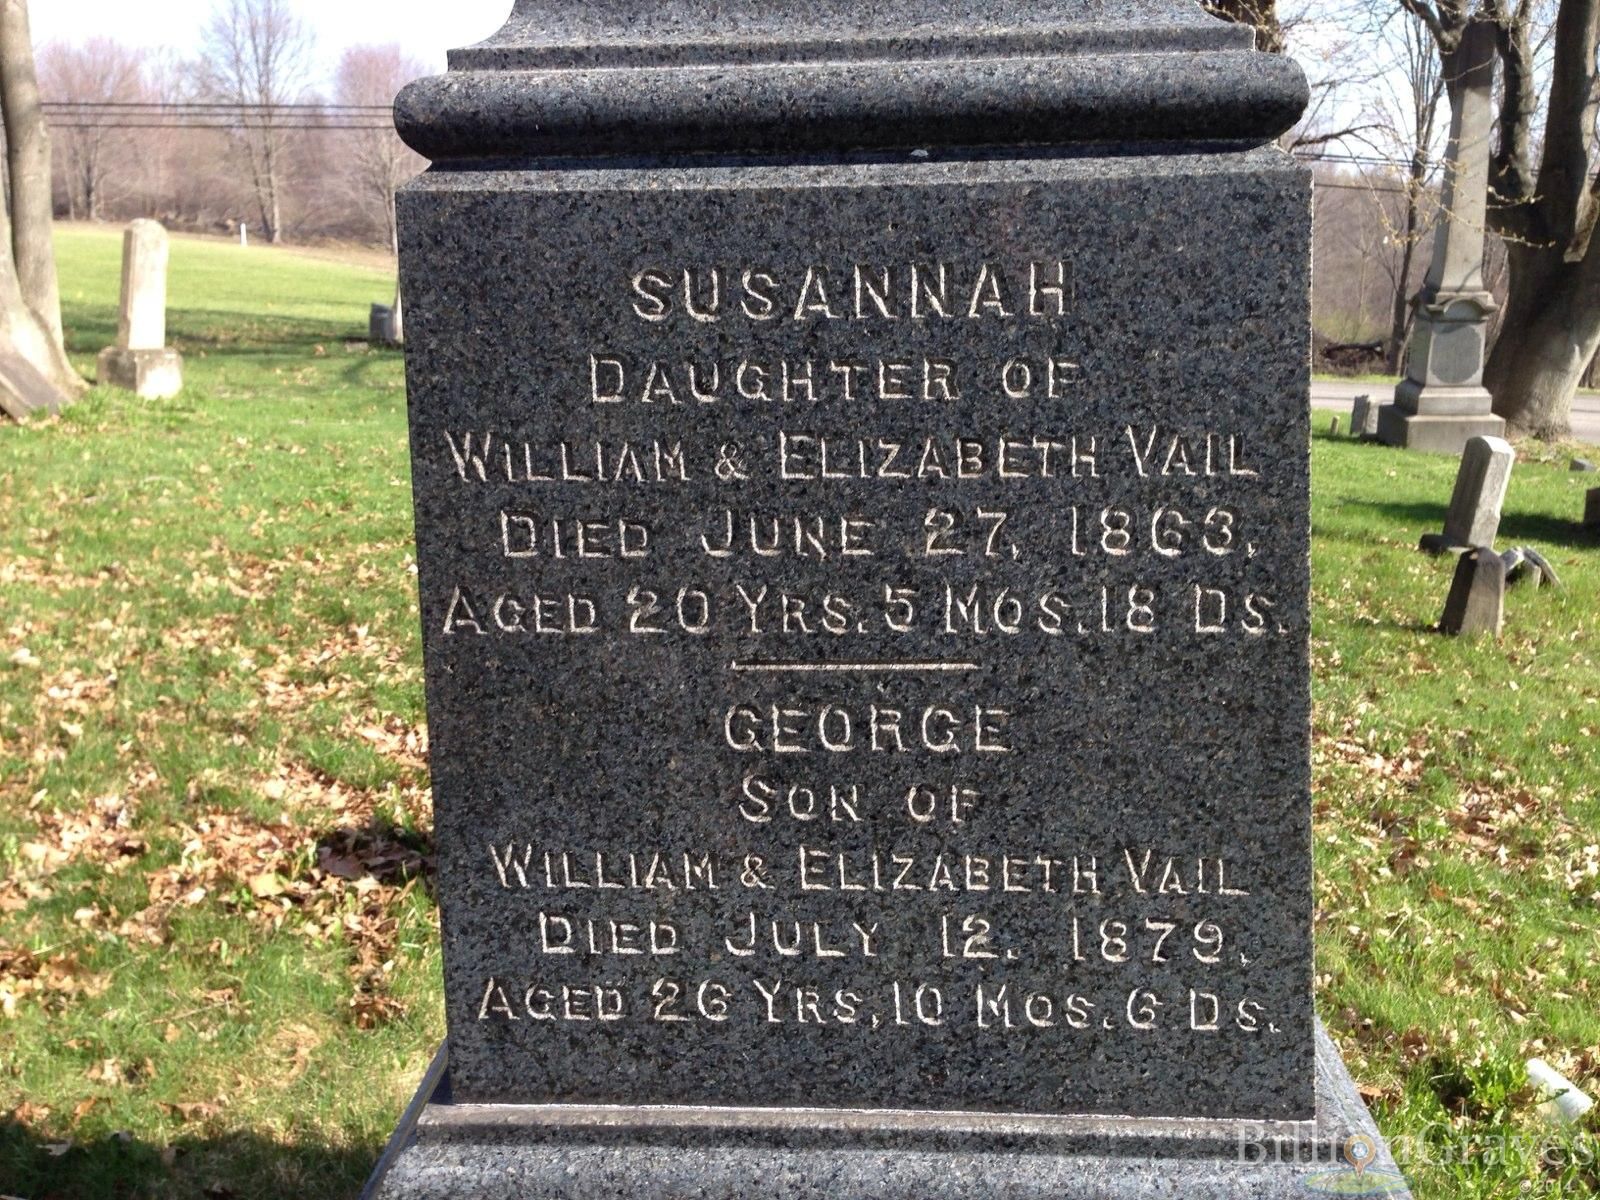 SUSANNAH
DAUGHTER OF
WILLIAM & ELIZABETH VAIL
DIED JUNE 27, 1863,
AGED 20 YRS. 5 MOS. 18 DS.
GEORGE
SON OF
WILLIAM & ELIZABETH VAIL
DIED JULY 12, 1879,
AGED 26 YRS, 10 MOS. 6 DS.
BillionGraves
© 2014